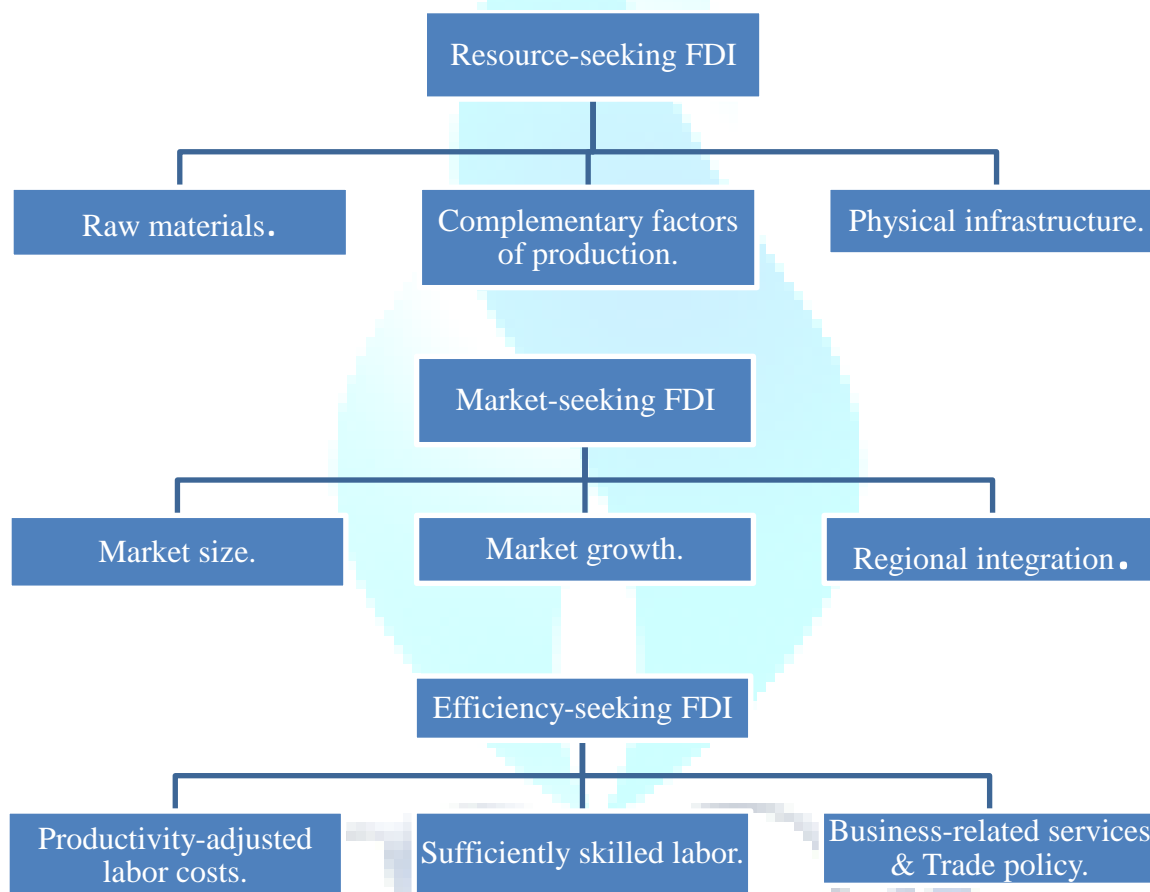 Resource-seeking FDI
Raw materials.
Complementary factors
of production.
Physical infrastructure.
Market-seeking FDI
Market size.
Market growth.
Regional integration.
Efficiency-seeking FDI
Productivity-adjusted
labor costs.
Sufficiently skilled labor.
Business-related services
& Trade policy.